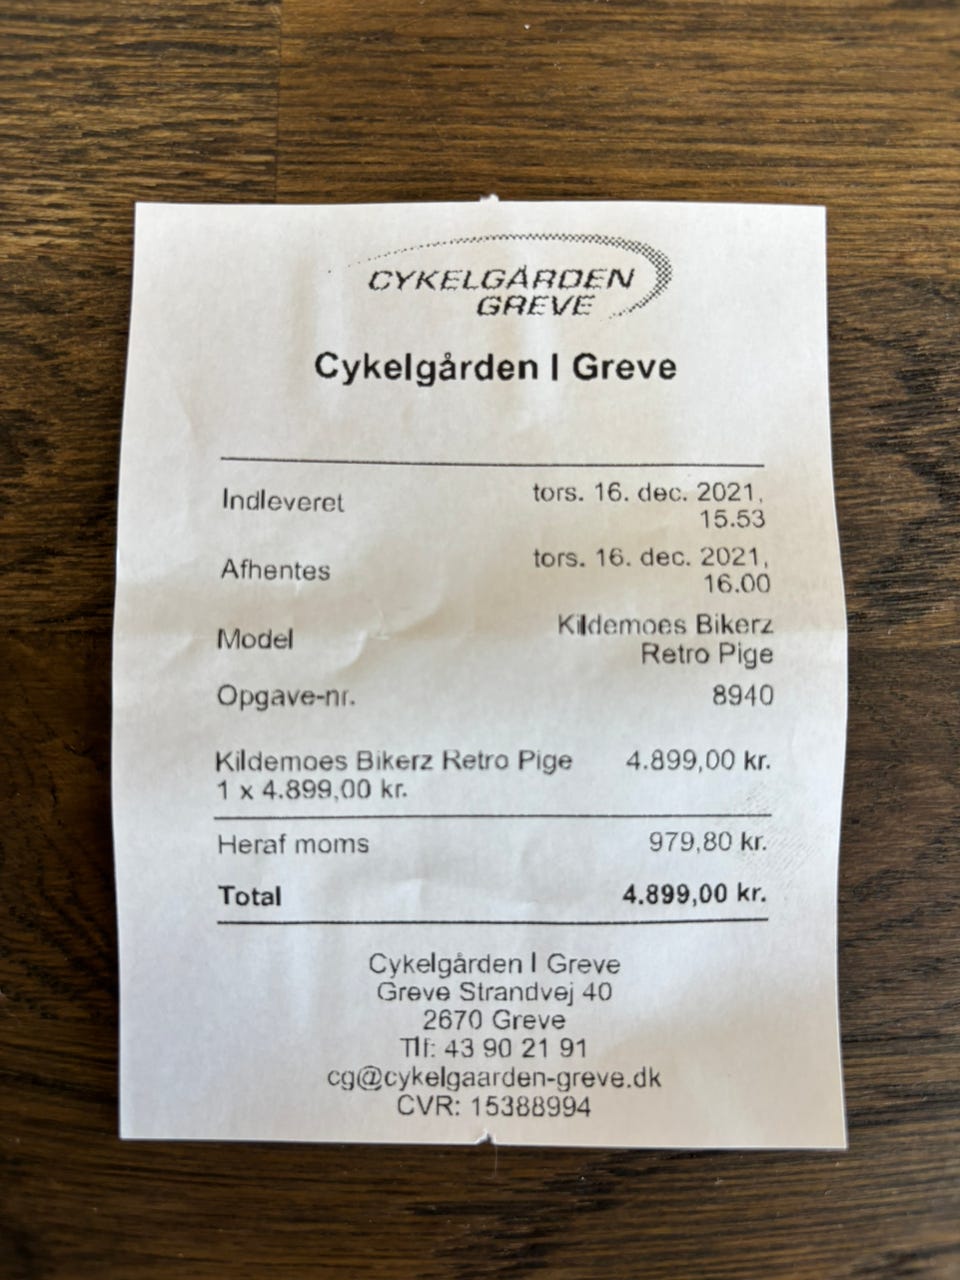 CYKELGÅRDEN
GREVE
Cykelgården I Greve
Indleveret tors. 16. dec. 2021,
15.53
Afhentes tors. 16. dec. 2021,
16.00
Model Kildemoes Bikerz
Retro Pige
Opgave-nr. 8940
Kildemoes Bikerz Retro Pige 4.899,00 kr.
1 x 4.899,00 kr.
Heraf moms 979,80 kr.
Total 4.899,00 kr.
Cykelgården I Greve
Greve Strandvej 40
2670 Greve
Tlf: 43 90 21 91
cg@cykelgaarden-greve.dk
CVR: 15388994